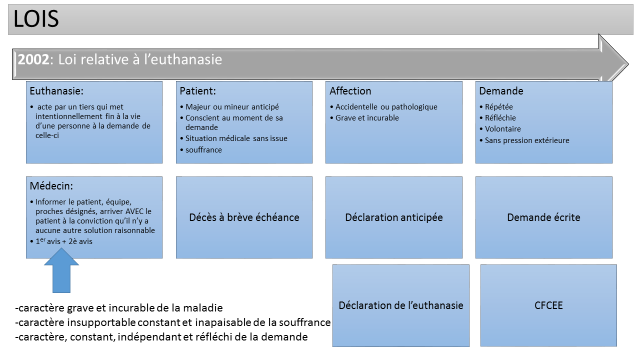 LOIS
2002: Loi relative à l'euthanasie
Euthanasie:
• acte par un tiers qui met
intentionnellement fin à la vie
d'une personne à la demande de
celle-ci
Patient:
• Majeur ou mineur anticipé
• Conscient au moment de sa
demande
• Situation médicale sans issue
• souffrance
Affection
• Accidentelle ou pathologique
• Grave et incurable
Demande
• Répétée
• Réfléchie
• Volontaire
• Sans pression extérieure
Médecin:
• Informer le patient, équipe,
proches désignés, arriver AVEC le
patient à la conviction qu'il n'y a
aucune autre solution raisonnable
• 1er avis + 2è avis
Décès à brève échéance
Déclaration anticipée
Demande écrite
-caractère grave et incurable de la maladie
-caractère insupportable constant et inapaisable de la souffrance
-caractère, constant, indépendant et réfléchi de la demande
Déclaration de l'euthanasie
CFCEE